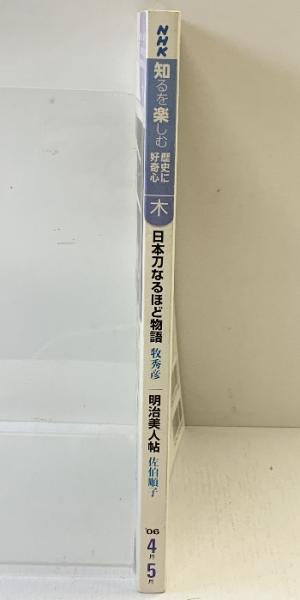 NHK
知るを楽しむ
歴史に
好奇心
木
日本刀なるほど物語
牧秀彦
明治美人帖
佐伯順子
'06
4月
5月